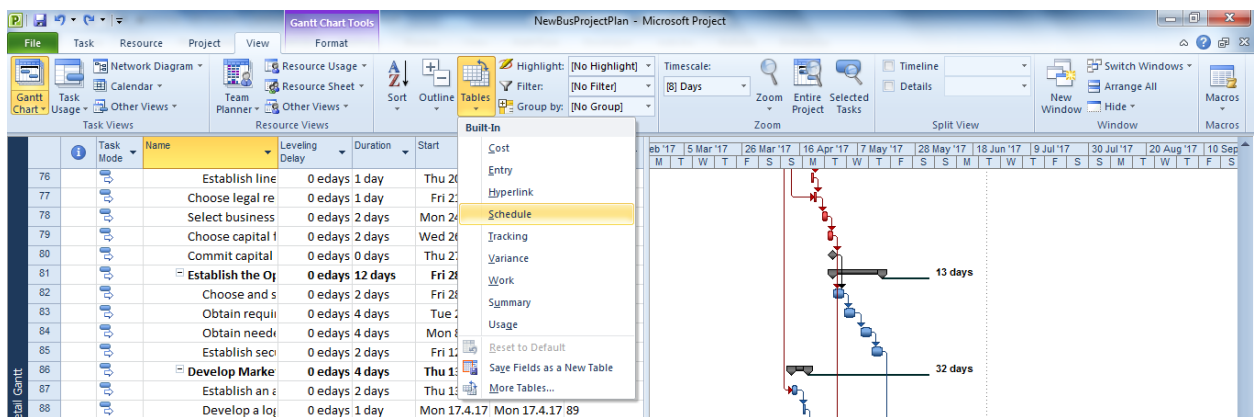 Gantt Chart Tools
NewBusProjectPlan - Microsoft Project
File Task Resource Project View Format
Gantt Chart
Task Usage
Network Diagram
Calendar
Other Views
Task Views
Team Planner
Resource Usage
Resource Sheet
Other Views
Resource Views
Sort
Outline
Tables
Highlight: [No Highlight]
Filter: [No Filter]
Group by: [No Group]
Timescale:
[8] Days
Zoom
Entire Project
Selected Tasks
Zoom
Timeline
Details
Split View
New Window
Switch Windows
Arrange All
Hide
Window
Macros
Macros
Built-In
Cost
Entry
Hyperlink
Schedule
Tracking
Variance
Work
Summary
Usage
Reset to Default
Save Fields as a New Table
More Tables...
Task Mode Name Leveling Delay Duration Start
76 Establish line 0 edays 1 day Thu 20
77 Choose legal re 0 edays 1 day Fri 21
78 Select business 0 edays 2 days Mon 24
79 Choose capital f 0 edays 2 days Wed 26
80 Commit capital 0 edays 0 days Thu 27
81 Establish the Op 0 edays 12 days Fri 28
82 Choose and s 0 edays 2 days Fri 28
83 Obtain requir 0 edays 4 days Tue 2
84 Obtain neede 0 edays 4 days Mon 8
85 Establish secu 0 edays 2 days Fri 12
86 Develop Market 0 edays 4 days Thu 13
87 Establish an a 0 edays 2 days Thu 13
88 Develop a log 0 edays 1 day Mon 17.4.17 Mon 17.4.17 89
eb '17 5 Mar '17 26 Mar '17 16 Apr '17 7 May '17 28 May '17 18 Jun '17 9 Jul '17 30 Jul '17 20 Aug '17 10 Sep
M T W T F S S M T W T F S S M T W T F S S M T W T F S
13 days
32 days
etail Gantt